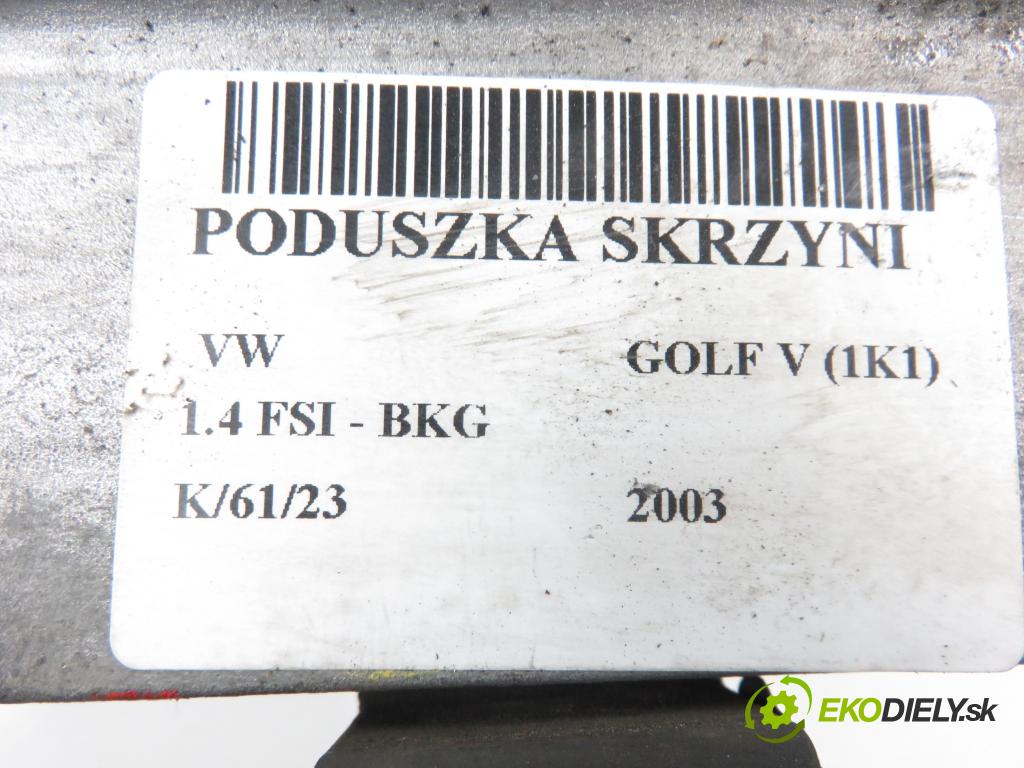 PODUSZKA SKRZYNI
VW GOLF V (1K1)
1.4 FSI - BKG
K/61/23 2003
EKODIELY.sk